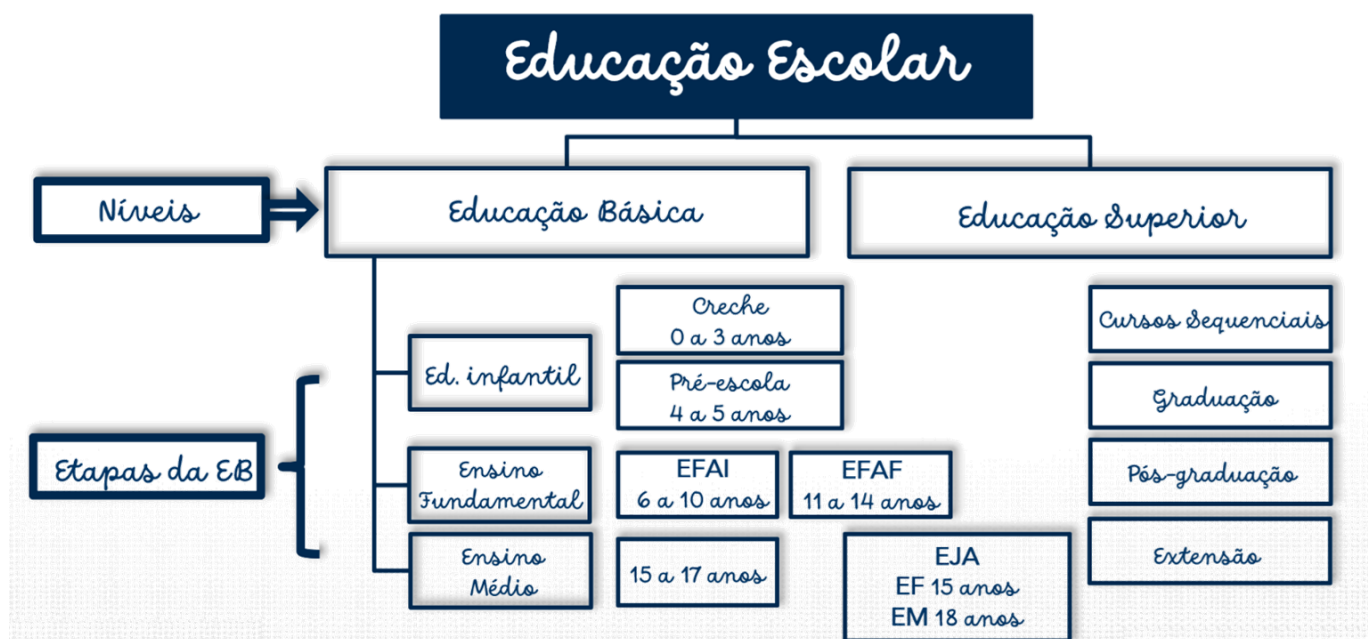 Educação Escolar
Níveis
Educação Básica
Educação Superior
Etapas da EB
Ed. infantil
Creche
0 a 3 anos
Pré-escola
4 a 5 anos
Ensino
Fundamental
EFAI
6 a 10 anos
EFAF
11 a 14 anos
Ensino
Médio
15 a 17 anos
EJA
EF 15 anos
EM 18 anos
Cursos Sequenciais
Graduação
Pós-graduação
Extensão